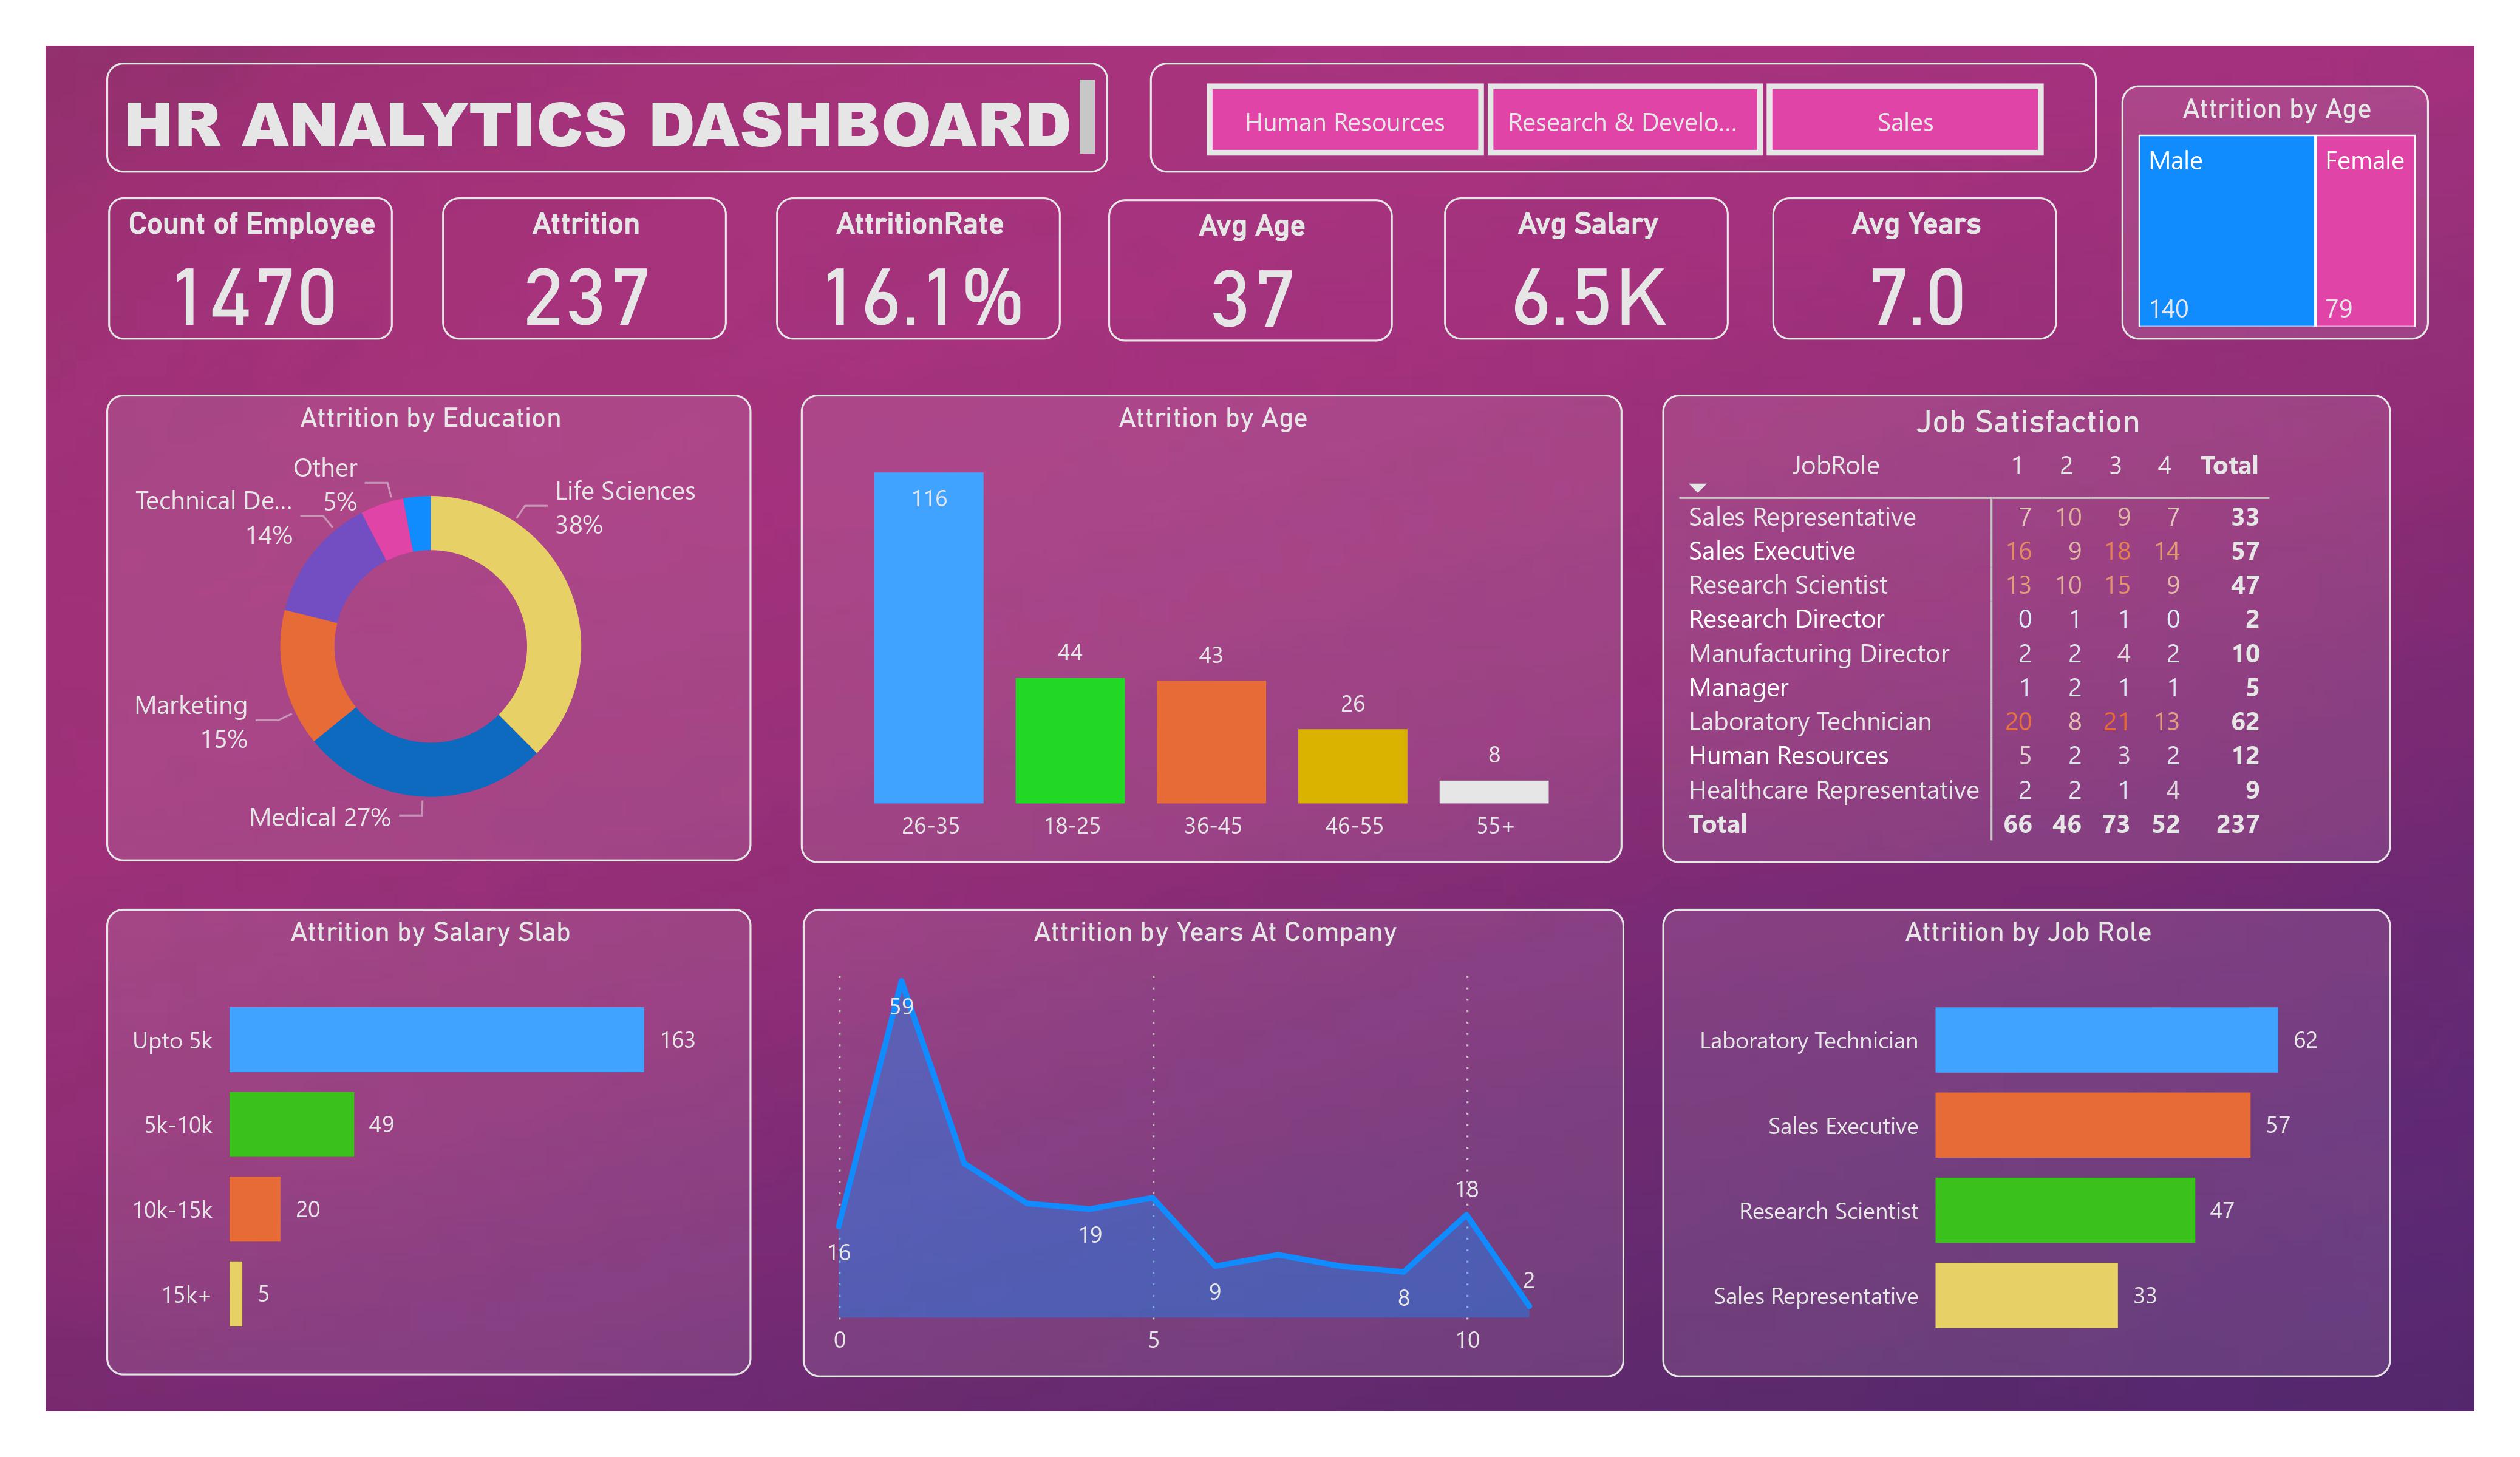 HR ANALYTICS DASHBOARD
Human Resources
Research & Develo...
Sales
Attrition by Age
Male
Female
140
79
Count of Employee
1470
Attrition
237
AttritionRate
16.1%
Avg Age
37
Avg Salary
6.5K
Avg Years
7.0
Attrition by Education
Other
5%
Life Sciences
38%
Technical De...
14%
Marketing
15%
Medical 27%
Attrition by Age
116
44
43
26
8
26-35 18-25 36-45 46-55 55+
Job Satisfaction
JobRole 1 2 3 4 Total
Sales Representative 7 10 9 7 33
Sales Executive 16 9 18 14 57
Research Scientist 13 10 15 9 47
Research Director 0 1 1 0 2
Manufacturing Director 2 2 4 2 10
Manager 1 2 1 1 5
Laboratory Technician 20 8 21 13 62
Human Resources 5 2 3 2 12
Healthcare Representative 2 2 1 4 9
Total 66 46 73 52 237
Attrition by Salary Slab
Upto 5k 163
5k-10k 49
10k-15k 20
15k+ 5
Attrition by Years At Company
59
16
19
9
8
18
2
0 5 10
Attrition by Job Role
Laboratory Technician 62
Sales Executive 57
Research Scientist 47
Sales Representative 33